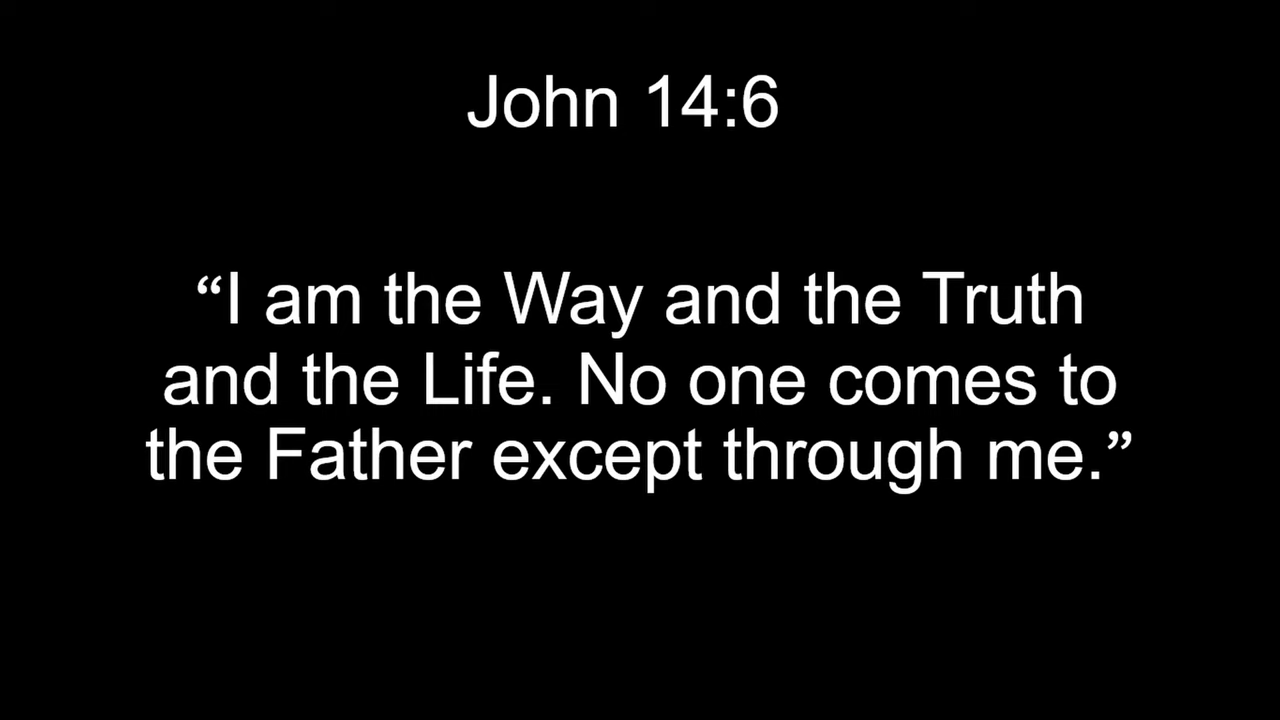 John 14:6
“I am the Way and the Truth
and the Life. No one comes to
the Father except through me.”